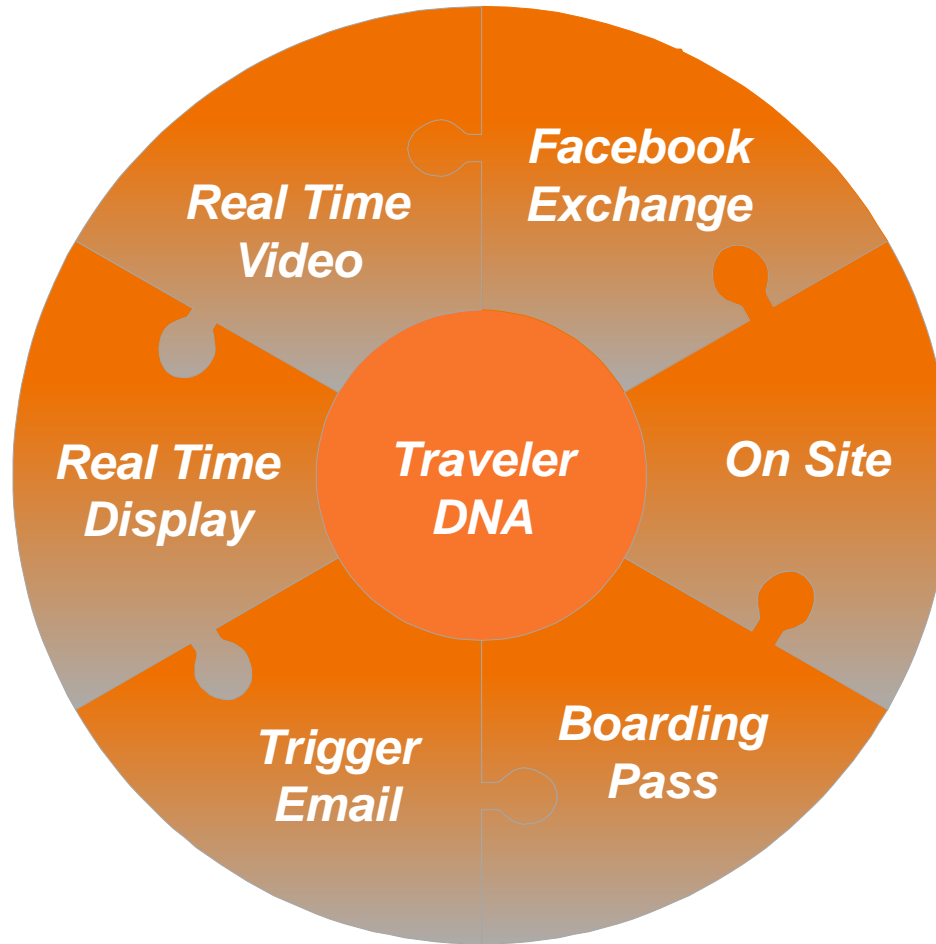 Facebook
Exchange
Real Time
Video
On Site
Traveler
DNA
Real Time
Display
Boarding
Pass
Trigger
Email